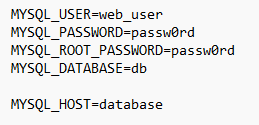 MYSQL_USER=web_user
MYSQL_PASSWORD=passw0rd
MYSQL_ROOT_PASSWORD=passw0rd
MYSQL_DATABASE=db
MYSQL_HOST=database